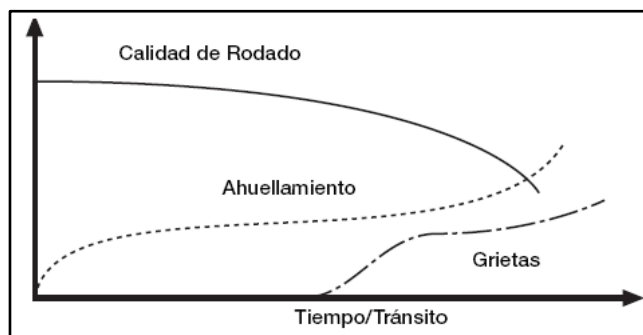 Calidad de Rodado
Ahuellamiento
Grietas
Tiempo/Tránsito